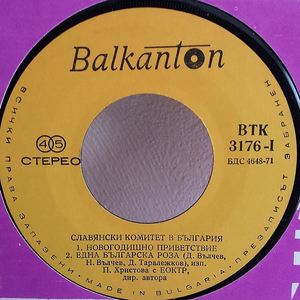 Balkanton
ВТК
3176-I
БДС 4648-71
45
СТЕРЕО
СЛАВЯНСКИ КОМИТЕТ В БЪЛГАРИЯ
1. НОВОГОДИШНО ПРИВЕТСТВИЕ
2. ЕДНА БЪЛГАРСКА РОЗА (Д. Вълчев,
Н. Вълчев, Д. Таралежков), изп.
П. Христова с ЕОКТР,
дир. автора
ВСИЧКИ ПРАВА ЗАПАЗЕНИ · MADE IN BULGARIA · ПРЕЗАПИСЪТ ЗАБРАНЕН